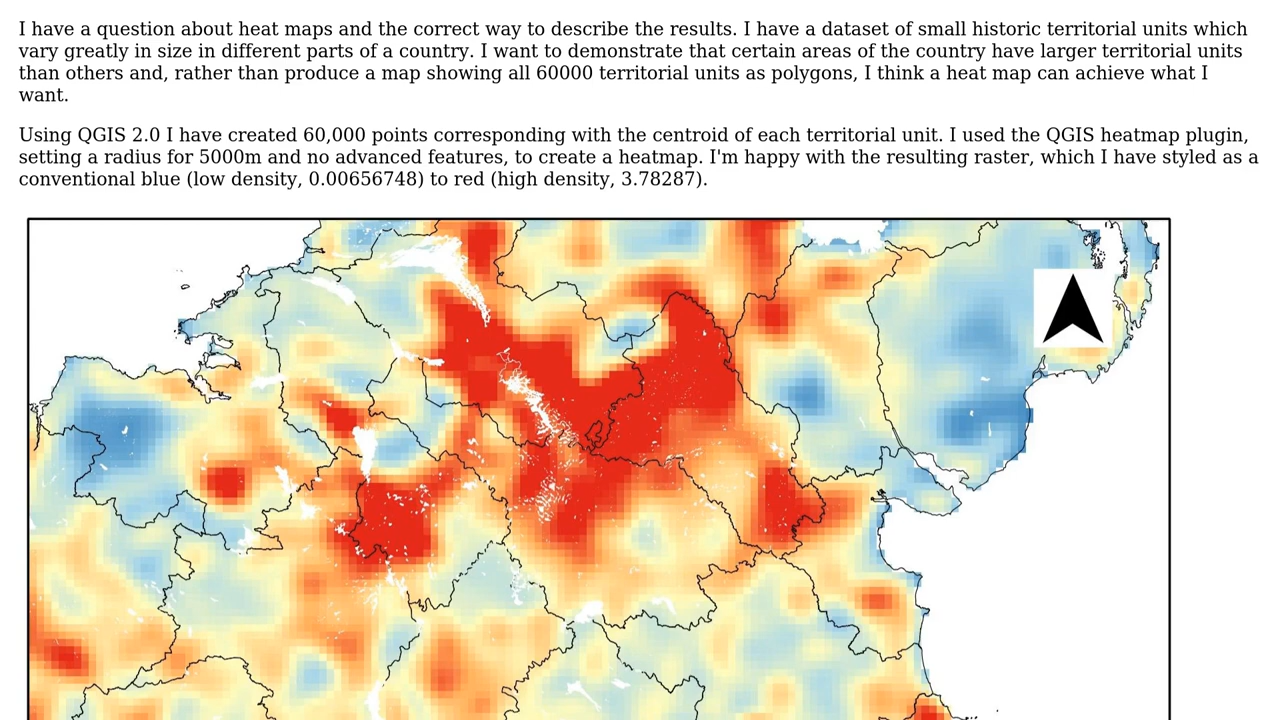 I have a question about heat maps and the correct way to describe the results. I have a dataset of small historic territorial units which
vary greatly in size in different parts of a country. I want to demonstrate that certain areas of the country have larger territorial units
than others and, rather than produce a map showing all 60000 territorial units as polygons, I think a heat map can achieve what I
want.
Using QGIS 2.0 I have created 60,000 points corresponding with the centroid of each territorial unit. I used the QGIS heatmap plugin,
setting a radius for 5000m and no advanced features, to create a heatmap. I'm happy with the resulting raster, which I have styled as a
conventional blue (low density, 0.00656748) to red (high density, 3.78287).